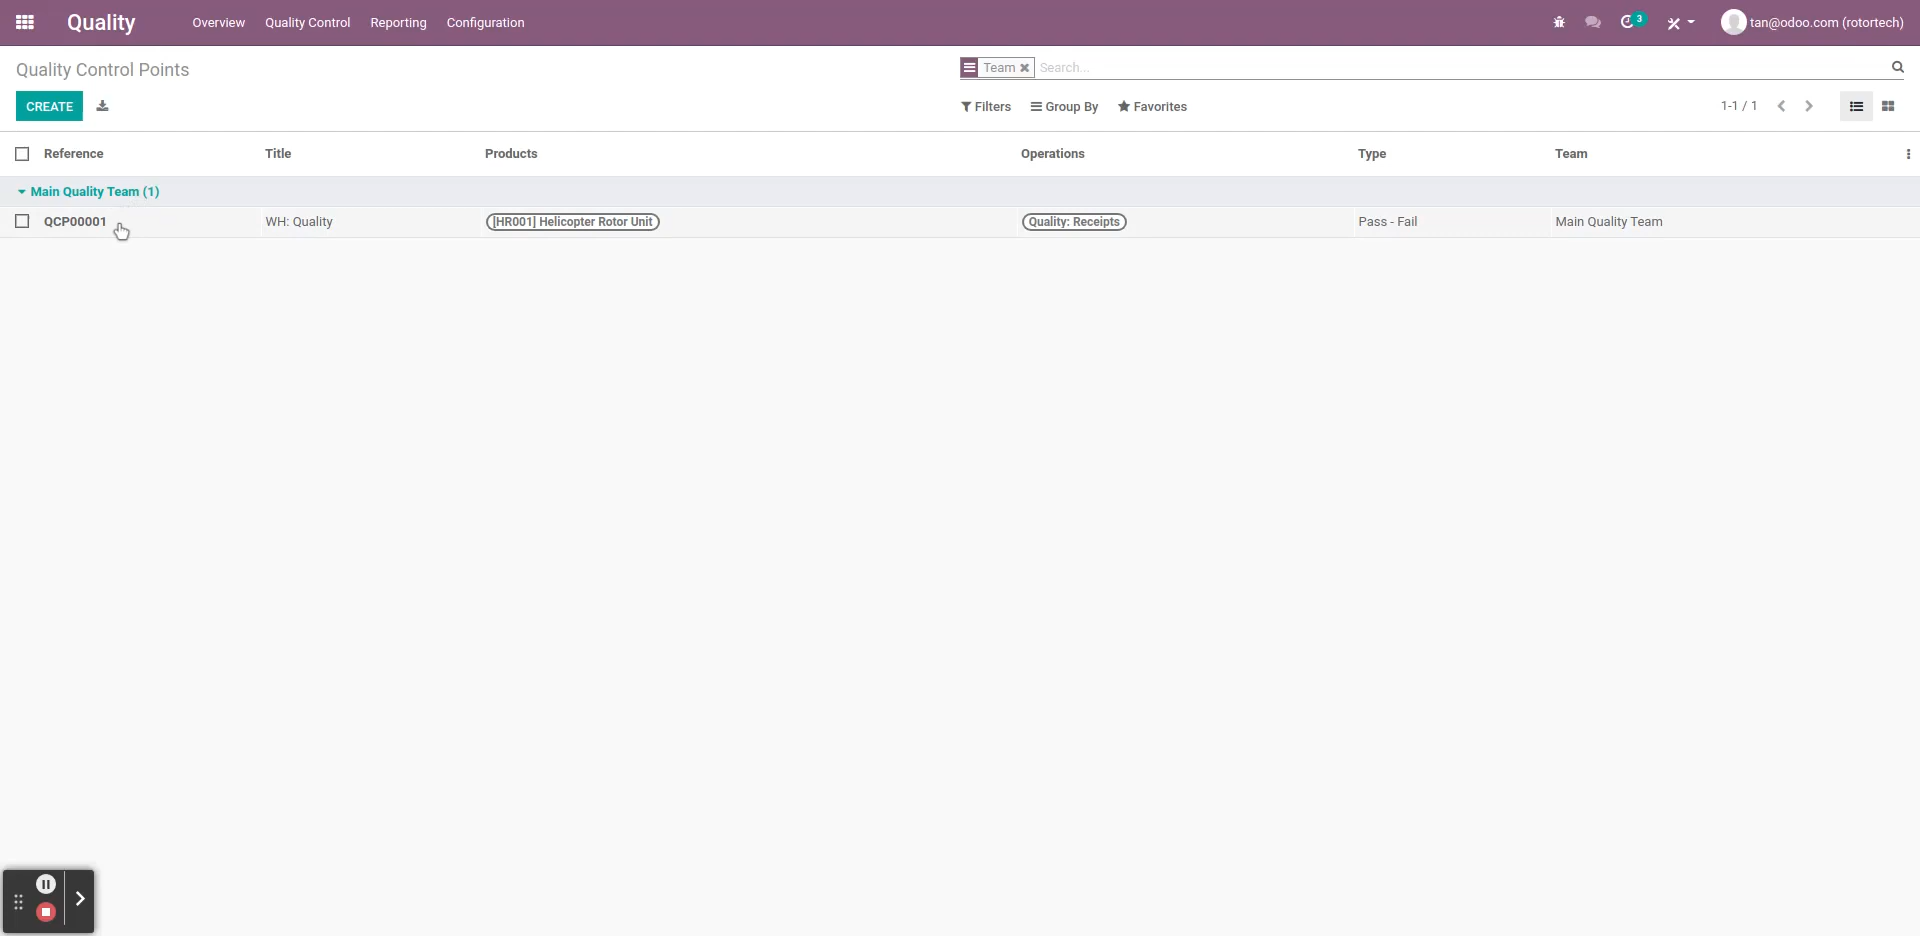 Quality Overview Quality Control Reporting Configuration 3 tan@odoo.com (rotortech)
Quality Control Points Team Search...
CREATE Filters Group By Favorites 1-1 / 1
Reference Title Products Operations Type Team
Main Quality Team (1)
QCP00001 WH: Quality [HR001] Helicopter Rotor Unit Quality: Receipts Pass - Fail Main Quality Team